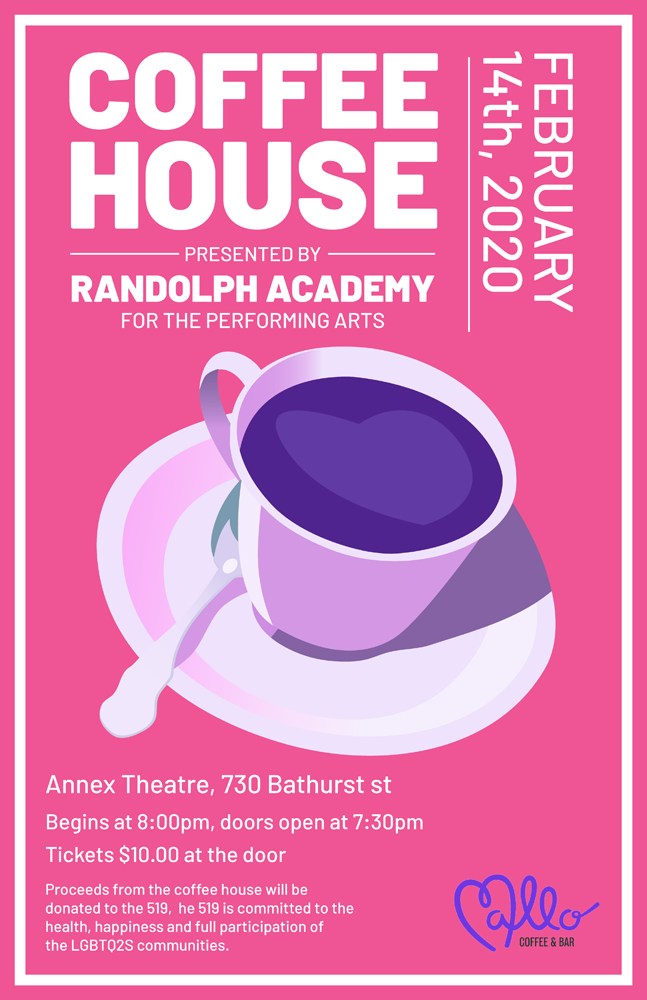 COFFEE
HOUSE
PRESENTED BY
RANDOLPH ACADEMY
FOR THE PERFORMING ARTS
FEBRUARY
14th, 2020
Annex Theatre, 730 Bathurst st
Begins at 8:00pm, doors open at 7:30pm
Tickets $10.00 at the door
Proceeds from the coffee house will be
donated to the 519,  he 519 is committed to the
health, happiness and full participation of
the LGBTQ2S communities.
Mallo
COFFEE & BAR